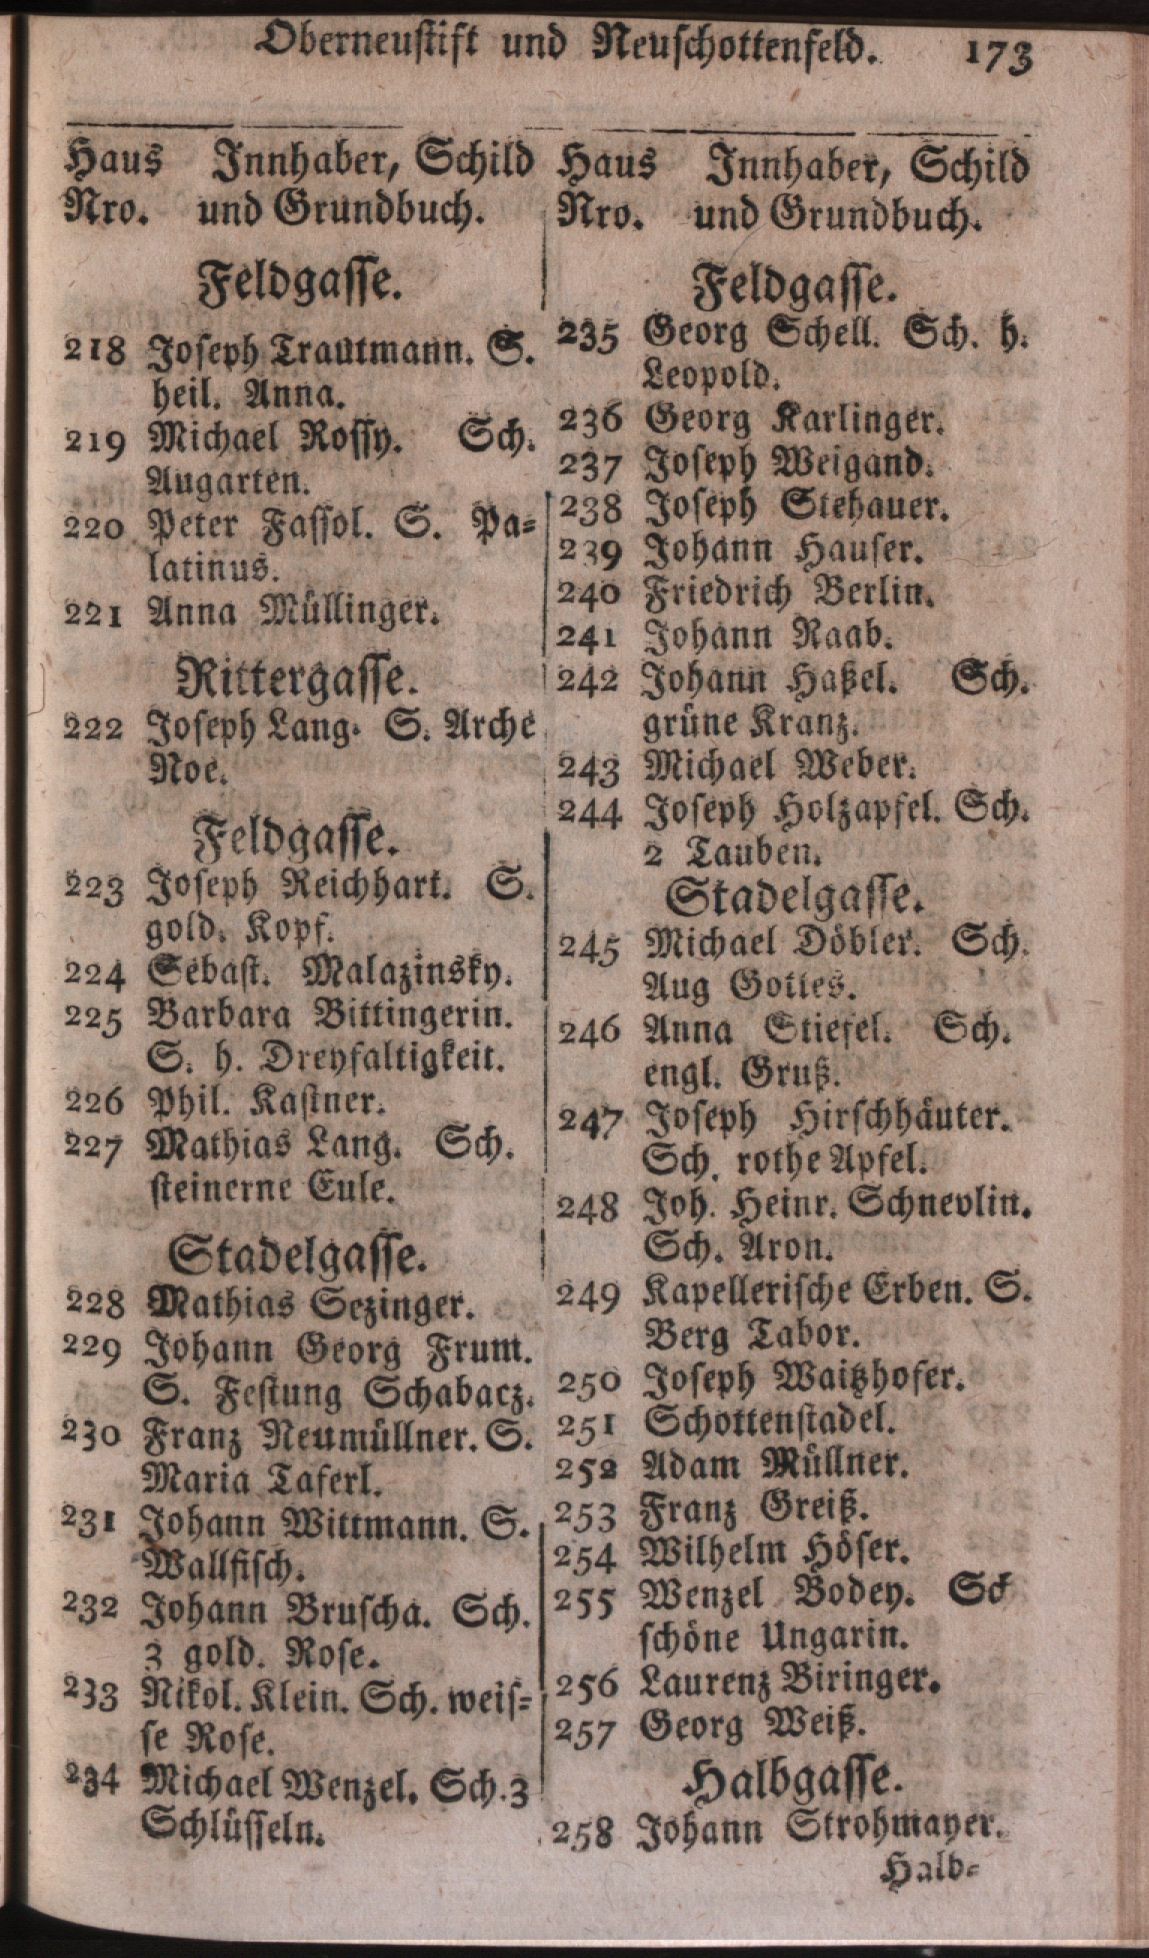 Oberneustift und Neuschottenfeld. 173
Haus Innhaber, Schild
Nro. und Grundbuch.
Feldgasse.
218 Joseph Trautmann. S.
heil. Anna.
219 Michael Rossy. Sch.
Augarten.
220 Peter Fassol. S. Pa-
latinus.
221 Anna Müllinger.
Rittergasse.
222 Joseph Lang. S. Arche
Noe.
Feldgasse.
223 Joseph Reichhart. S.
gold. Kopf.
224 Sebast. Malazinsky.
225 Barbara Bittingerin.
S. h. Dreyfaltigkeit.
226 Phil. Kastner.
227 Mathias Lang. Sch.
steinerne Eule.
Stadelgasse.
228 Mathias Sezinger.
229 Johann Georg Frum.
S. Festung Schabacz.
230 Franz Neumüllner. S.
Maria Taferl.
231 Johann Wittmann. S.
Wallfisch.
232 Johann Bruscha. Sch.
3 gold. Rose.
233 Nikol. Klein. Sch. weis-
se Rose.
234 Michael Wenzel. Sch. 3
Schlüsseln.
Haus Innhaber, Schild
Nro. und Grundbuch.
Feldgasse.
235 Georg Schell. Sch. h.
Leopold.
236 Georg Karlinger.
237 Joseph Weigand.
238 Joseph Stehauer.
239 Johann Hauser.
240 Friedrich Berlin.
241 Johann Raab.
242 Johann Haßel. Sch.
grüne Kranz.
243 Michael Weber.
244 Joseph Holzapfel. Sch.
2 Tauben.
Stadelgasse.
245 Michael Döbler. Sch.
Aug Gottes.
246 Anna Stiefel. Sch.
engl. Gruß.
247 Joseph Hirschhäuter.
Sch. rothe Apfel.
248 Joh. Heinr. Schnevlin.
Sch. Aron.
249 Kapellerische Erben. S.
Berg Tabor.
250 Joseph Waitzhofer.
251 Schottenstadel.
252 Adam Müllner.
253 Franz Greiß.
254 Wilhelm Höser.
255 Wenzel Bodey. Sc
schöne Ungarin.
256 Laurenz Biringer.
257 Georg Weiß.
Halbgasse.
258 Johann Strohmayer.
Halb-